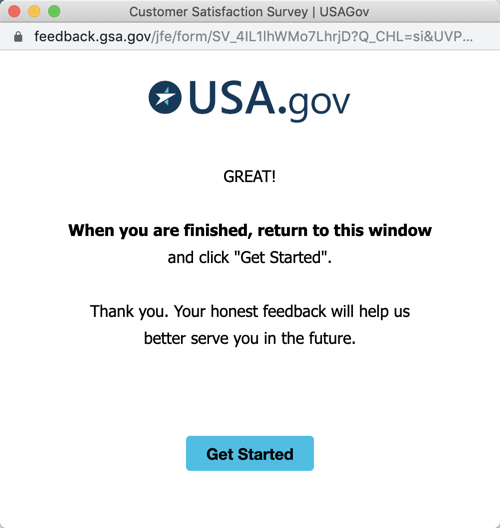 Customer Satisfaction Survey | USAGov
feedback.gsa.gov/jfe/form/SV_4IL1lhWMo7LhrjD?Q_CHL=si&UVP...
USA.gov
GREAT!
When you are finished, return to this window
and click "Get Started".
Thank you. Your honest feedback will help us
better serve you in the future.
Get Started